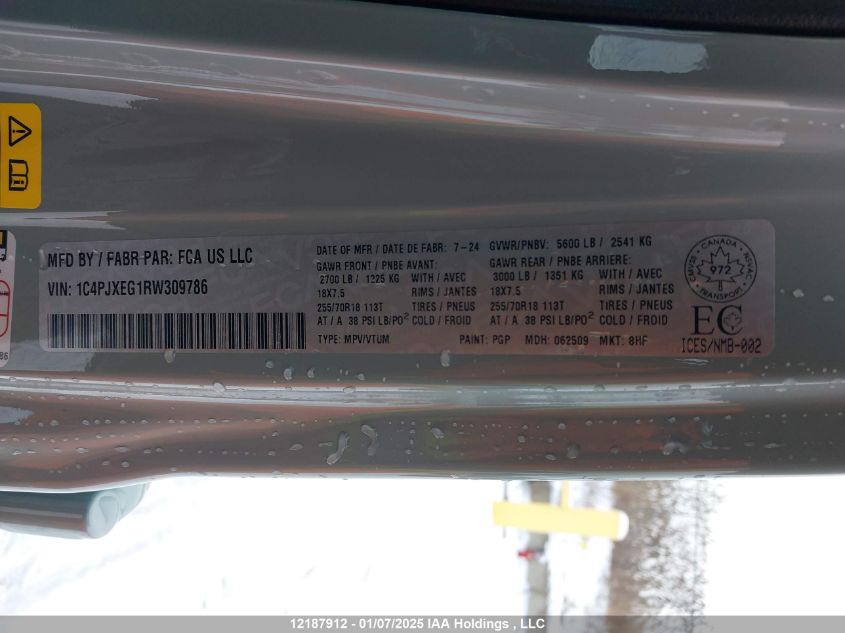 MFD BY / FABR PAR: FCA US LLC
VIN: 1C4PJXEG1RW309786
DATE OF MFR / DATE DE FABR: 7-24 GVWR/PNBV: 5600 LB / 2541 KG
GAWR FRONT / PNBE AVANT: GAWR REAR / PNBE ARRIERE:
2700 LB / 1225 KG WITH / AVEC 3000 LB / 1351 KG WITH / AVEC
18X7.5 RIMS / JANTES 18X7.5 RIMS / JANTES
255/70R18 113T TIRES / PNEUS 255/70R18 113T TIRES / PNEUS
AT / A 38 PSI LB/PO² COLD / FROID AT / A 38 PSI LB/PO² COLD / FROID
TYPE: MPV/VTUM PAINT: PGP MDH: 062509 MKT: 8HF
CANADA
CMVSS NSVAC
972
TRANSPORT
EC
ICES/NMB-002
86
12187912 - 01/07/2025 IAA Holdings , LLC